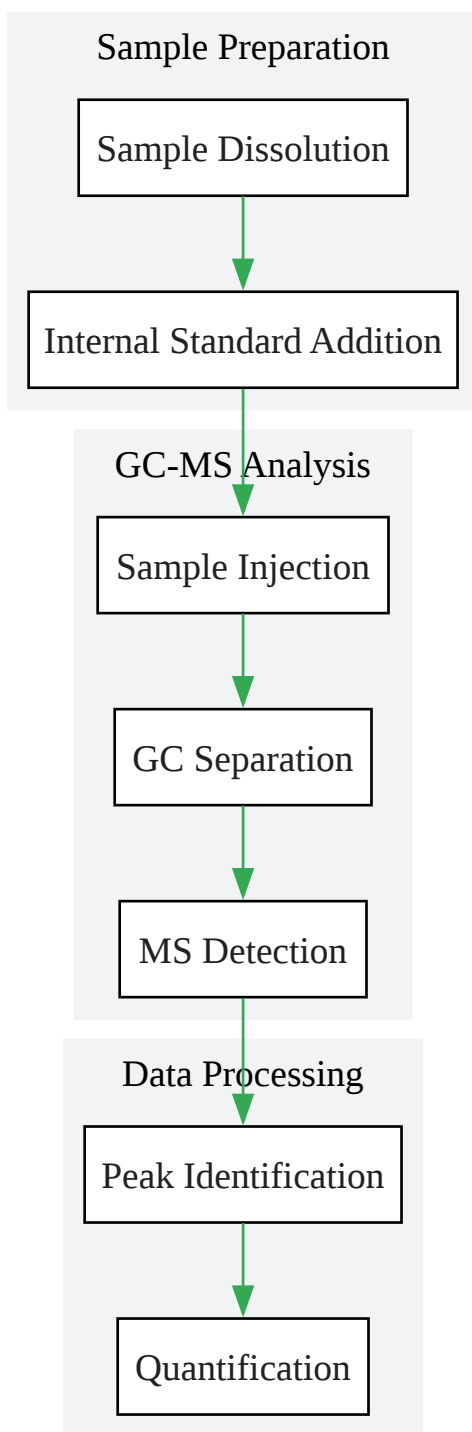 Sample Preparation
Sample Dissolution
Internal Standard Addition
GC-MS Analysis
Sample Injection
GC Separation
MS Detection
Data Processing
Peak Identification
Quantification